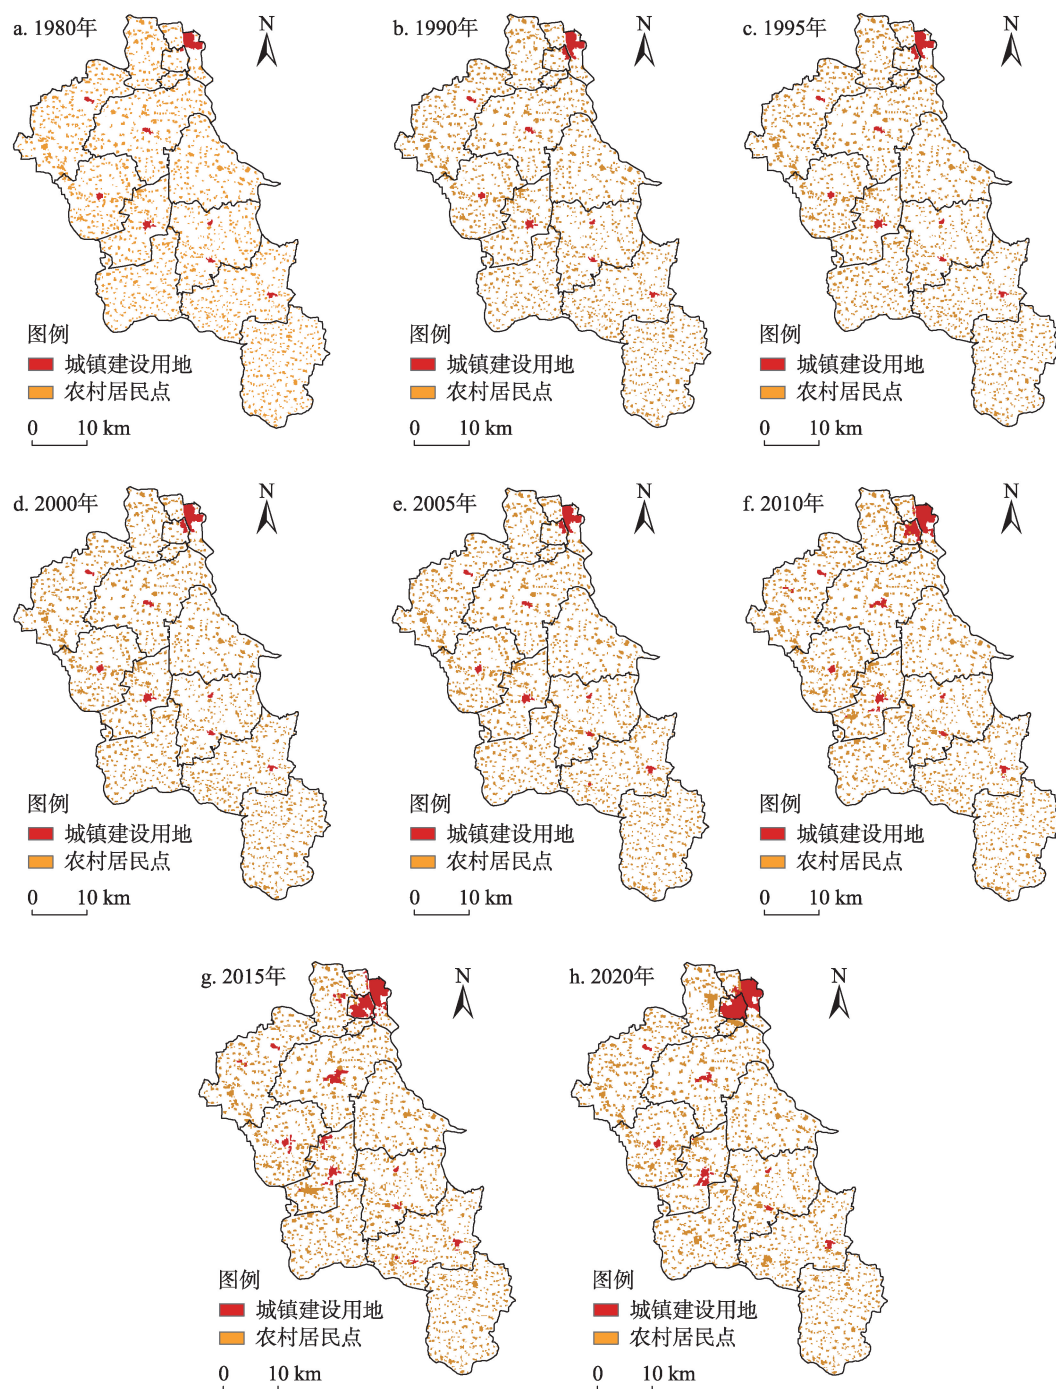 a. 1980年
N
b. 1990年
N
c. 1995年
N
图例
城镇建设用地
农村居民点
0 10 km
图例
城镇建设用地
农村居民点
0 10 km
图例
城镇建设用地
农村居民点
0 10 km
d. 2000年
N
e. 2005年
N
f. 2010年
N
图例
城镇建设用地
农村居民点
0 10 km
图例
城镇建设用地
农村居民点
0 10 km
图例
城镇建设用地
农村居民点
0 10 km
g. 2015年
N
h. 2020年
N
图例
城镇建设用地
农村居民点
0 10 km
图例
城镇建设用地
农村居民点
0 10 km